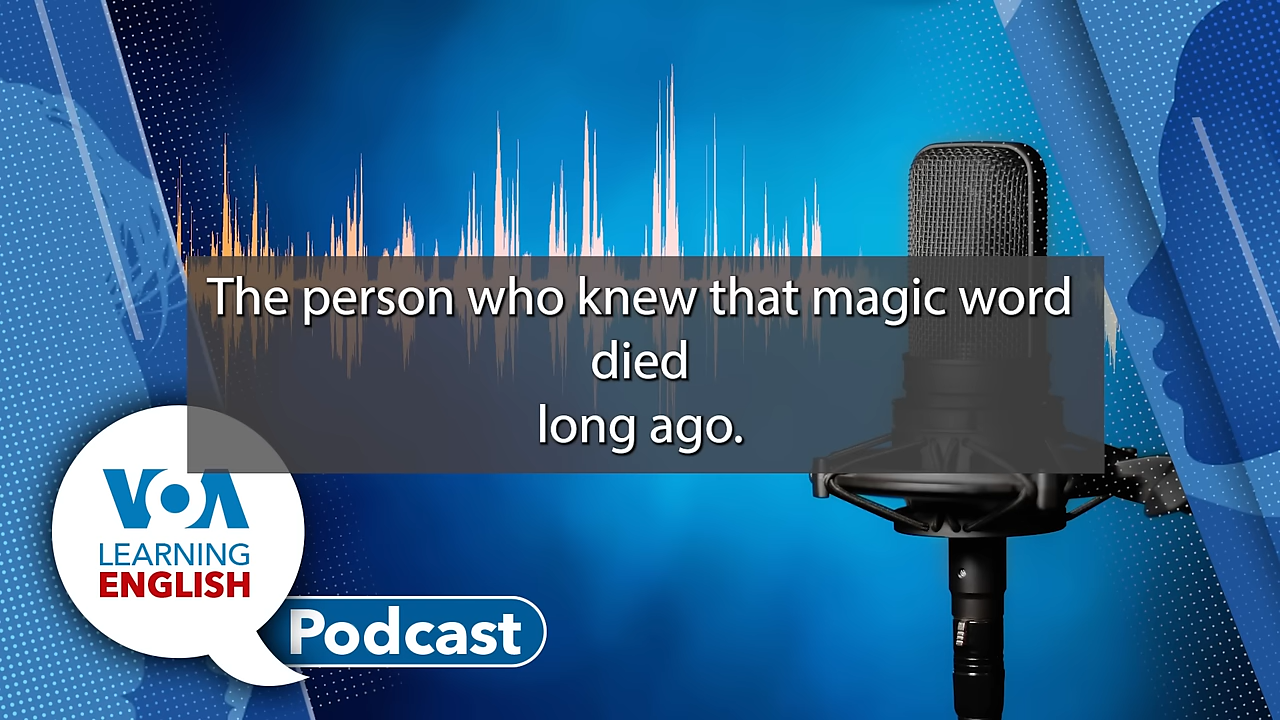 The person who knew that magic word
died
long ago.
VOA
LEARNING
ENGLISH
Podcast